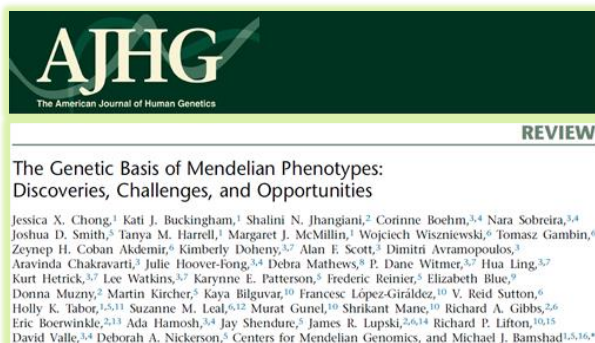 AJHG
The American Journal of Human Genetics
REVIEW
The Genetic Basis of Mendelian Phenotypes:
Discoveries, Challenges, and Opportunities
Jessica X. Chong,1 Kati J. Buckingham,1 Shalini N. Jhangiani,2 Corinne Boehm,3,4 Nara Sobreira,3,4
Joshua D. Smith,5 Tanya M. Harrell,1 Margaret J. McMillin,1 Wojciech Wiszniewski,6 Tomasz Gambin,6
Zeynep H. Coban Akdemir,6 Kimberly Doheny,3,7 Alan F. Scott,3 Dimitri Avramopoulos,3
Aravinda Chakravarti,3 Julie Hoover-Fong,3,4 Debra Mathews,8 P. Dane Witmer,3,7 Hua Ling,3,7
Kurt Hetrick,3,7 Lee Watkins,3,7 Karynne E. Patterson,5 Frederic Reinier,5 Elizabeth Blue,9
Donna Muzny,2 Martin Kircher,5 Kaya Bilguvar,10 Francesc López-Giráldez,10 V. Reid Sutton,6
Holly K. Tabor,1,5,11 Suzanne M. Leal,6,12 Murat Gunel,10 Shrikant Mane,10 Richard A. Gibbs,2,6
Eric Boerwinkle,2,13 Ada Hamosh,3,4 Jay Shendure,5 James R. Lupski,2,6,14 Richard P. Lifton,10,15
David Valle,3,4 Deborah A. Nickerson,5 Centers for Mendelian Genomics, and Michael J. Bamshad1,5,16,*